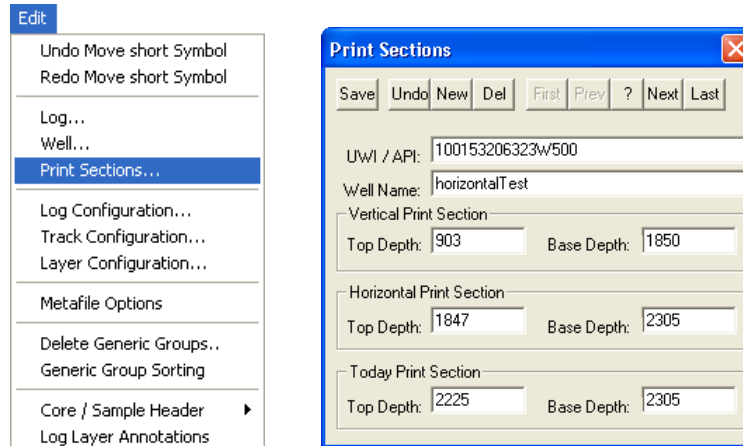 Edit
Undo Move short Symbol
Redo Move short Symbol
Log...
Well...
Print Sections...
Log Configuration...
Track Configuration...
Layer Configuration...
Metafile Options
Delete Generic Groups..
Generic Group Sorting
Core / Sample Header
Log Layer Annotations
Print Sections
Save Undo New Del First Prev ? Next Last
UWI / API: 100153206323W500
Well Name: horizontalTest
Vertical Print Section
Top Depth: 903 Base Depth: 1850
Horizontal Print Section
Top Depth: 1847 Base Depth: 2305
Today Print Section
Top Depth: 2225 Base Depth: 2305